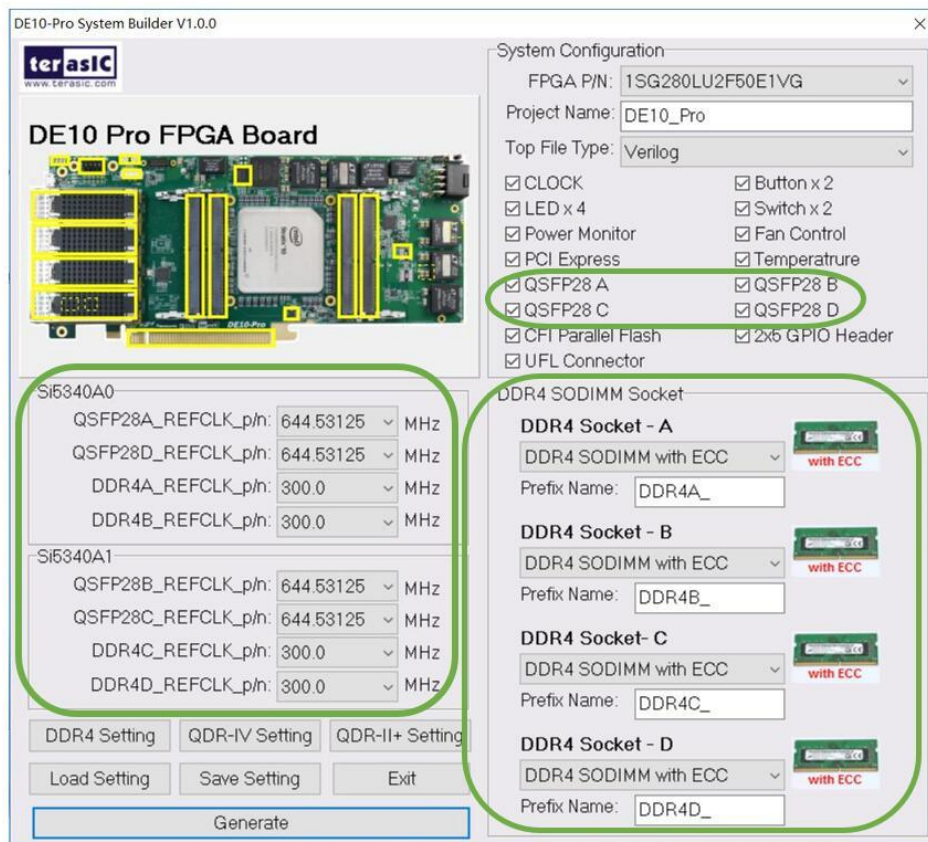 DE10-Pro System Builder V1.0.0
terasIC
www.terasic.com
DE10 Pro FPGA Board
Stratix 10
DE10-Pro
System Configuration
FPGA P/N: 1SG280LU2F50E1VG
Project Name: DE10_Pro
Top File Type: Verilog
CLOCK Button x 2
LED x 4 Switch x 2
Power Monitor Fan Control
PCI Express Temperatrure
QSFP28 A QSFP28 B
QSFP28 C QSFP28 D
CFI Parallel Flash 2x5 GPIO Header
UFL Connector
Si5340A0
QSFP28A_REFCLK_p/n: 644.53125 MHz
QSFP28D_REFCLK_p/n: 644.53125 MHz
DDR4A_REFCLK_p/n: 300.0 MHz
DDR4B_REFCLK_p/n: 300.0 MHz
Si5340A1
QSFP28B_REFCLK_p/n: 644.53125 MHz
QSFP28C_REFCLK_p/n: 644.53125 MHz
DDR4C_REFCLK_p/n: 300.0 MHz
DDR4D_REFCLK_p/n: 300.0 MHz
DDR4 Setting QDR-IV Setting QDR-II+ Setting
Load Setting Save Setting Exit
Generate
DDR4 SODIMM Socket
DDR4 Socket - A
DDR4 SODIMM with ECC
with ECC
Prefix Name: DDR4A_
DDR4 Socket - B
DDR4 SODIMM with ECC
with ECC
Prefix Name: DDR4B_
DDR4 Socket- C
DDR4 SODIMM with ECC
with ECC
Prefix Name: DDR4C_
DDR4 Socket - D
DDR4 SODIMM with ECC
with ECC
Prefix Name: DDR4D_